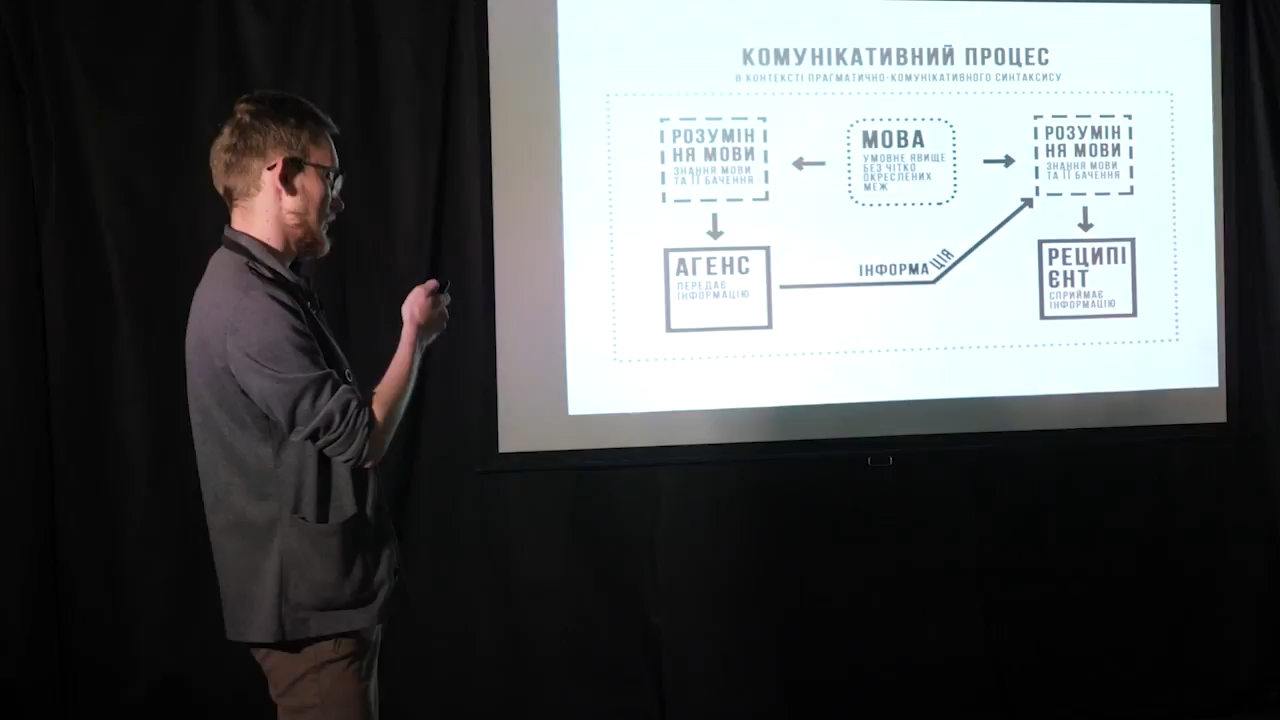 КОМУНІКАТИВНИЙ ПРОЦЕС
В КОНТЕКСТІ ПРАГМАТИЧНО-КОМУНІКАТИВНОГО СИНТАКСИСУ
РОЗУМІН
НЯ МОВИ
ЗНАННЯ МОВИ
ТА ЇЇ БАЧЕННЯ
МОВА
УМОВНЕ ЯВИЩЕ
БЕЗ ЧІТКО
ОКРЕСЛЕНИХ
МЕЖ
РОЗУМІН
НЯ МОВИ
ЗНАННЯ МОВИ
ТА ЇЇ БАЧЕННЯ
АГЕНС
ПЕРЕДАЄ
ІНФОРМАЦІЮ
ІНФОРМАЦІЯ
РЕЦИПІ
ЄНТ
СПРИЙМАЄ
ІНФОРМАЦІЮ